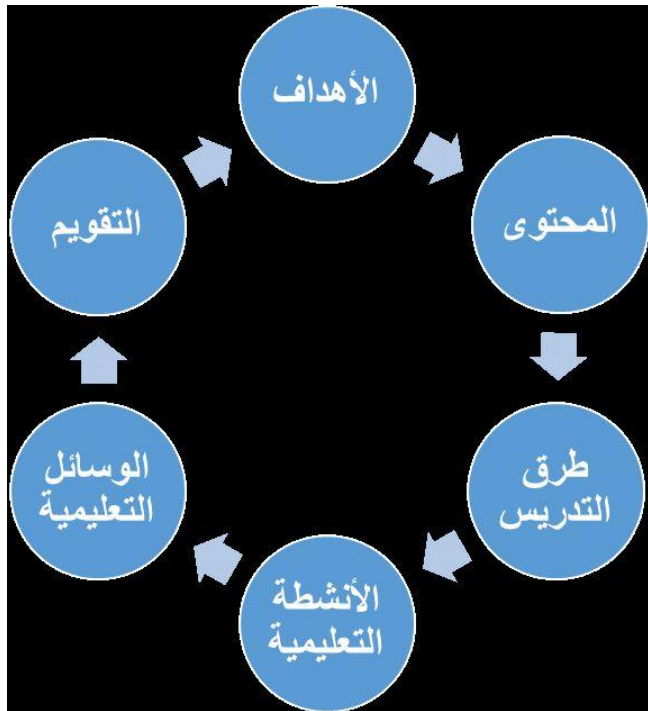 الأهداف
المحتوى
طرق
التدريس
الأنشطة
التعليمية
الوسائل
التعليمية
التقويم